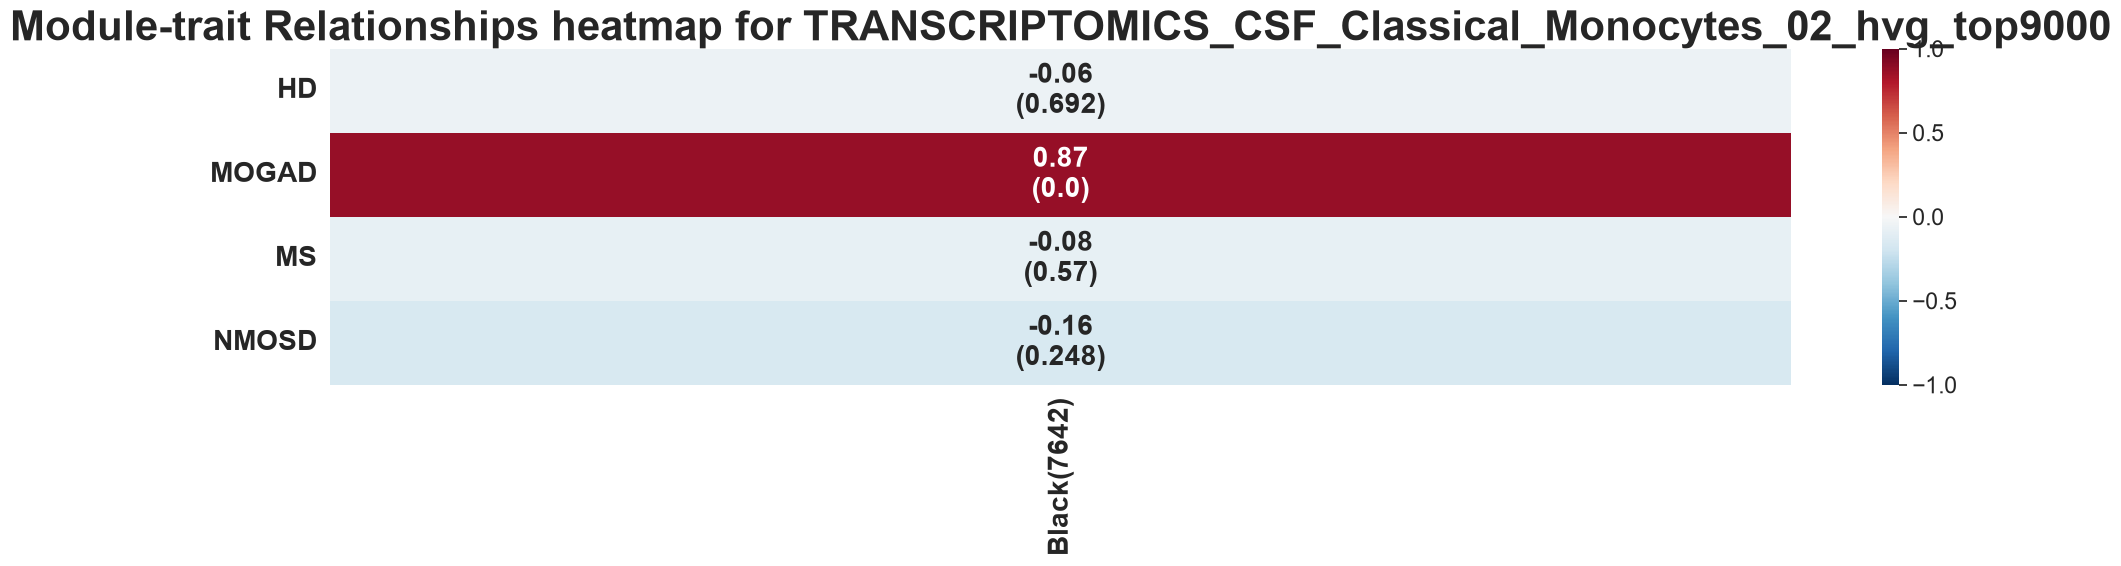 Module-trait Relationships heatmap for TRANSCRIPTOMICS_CSF_Classical_Monocytes_02_hvg_top9000
HD
-0.06
(0.692)
MOGAD
0.87
(0.0)
MS
-0.08
(0.57)
NMOSD
-0.16
(0.248)
Black(7642)
1.0
0.5
0.0
−0.5
−1.0